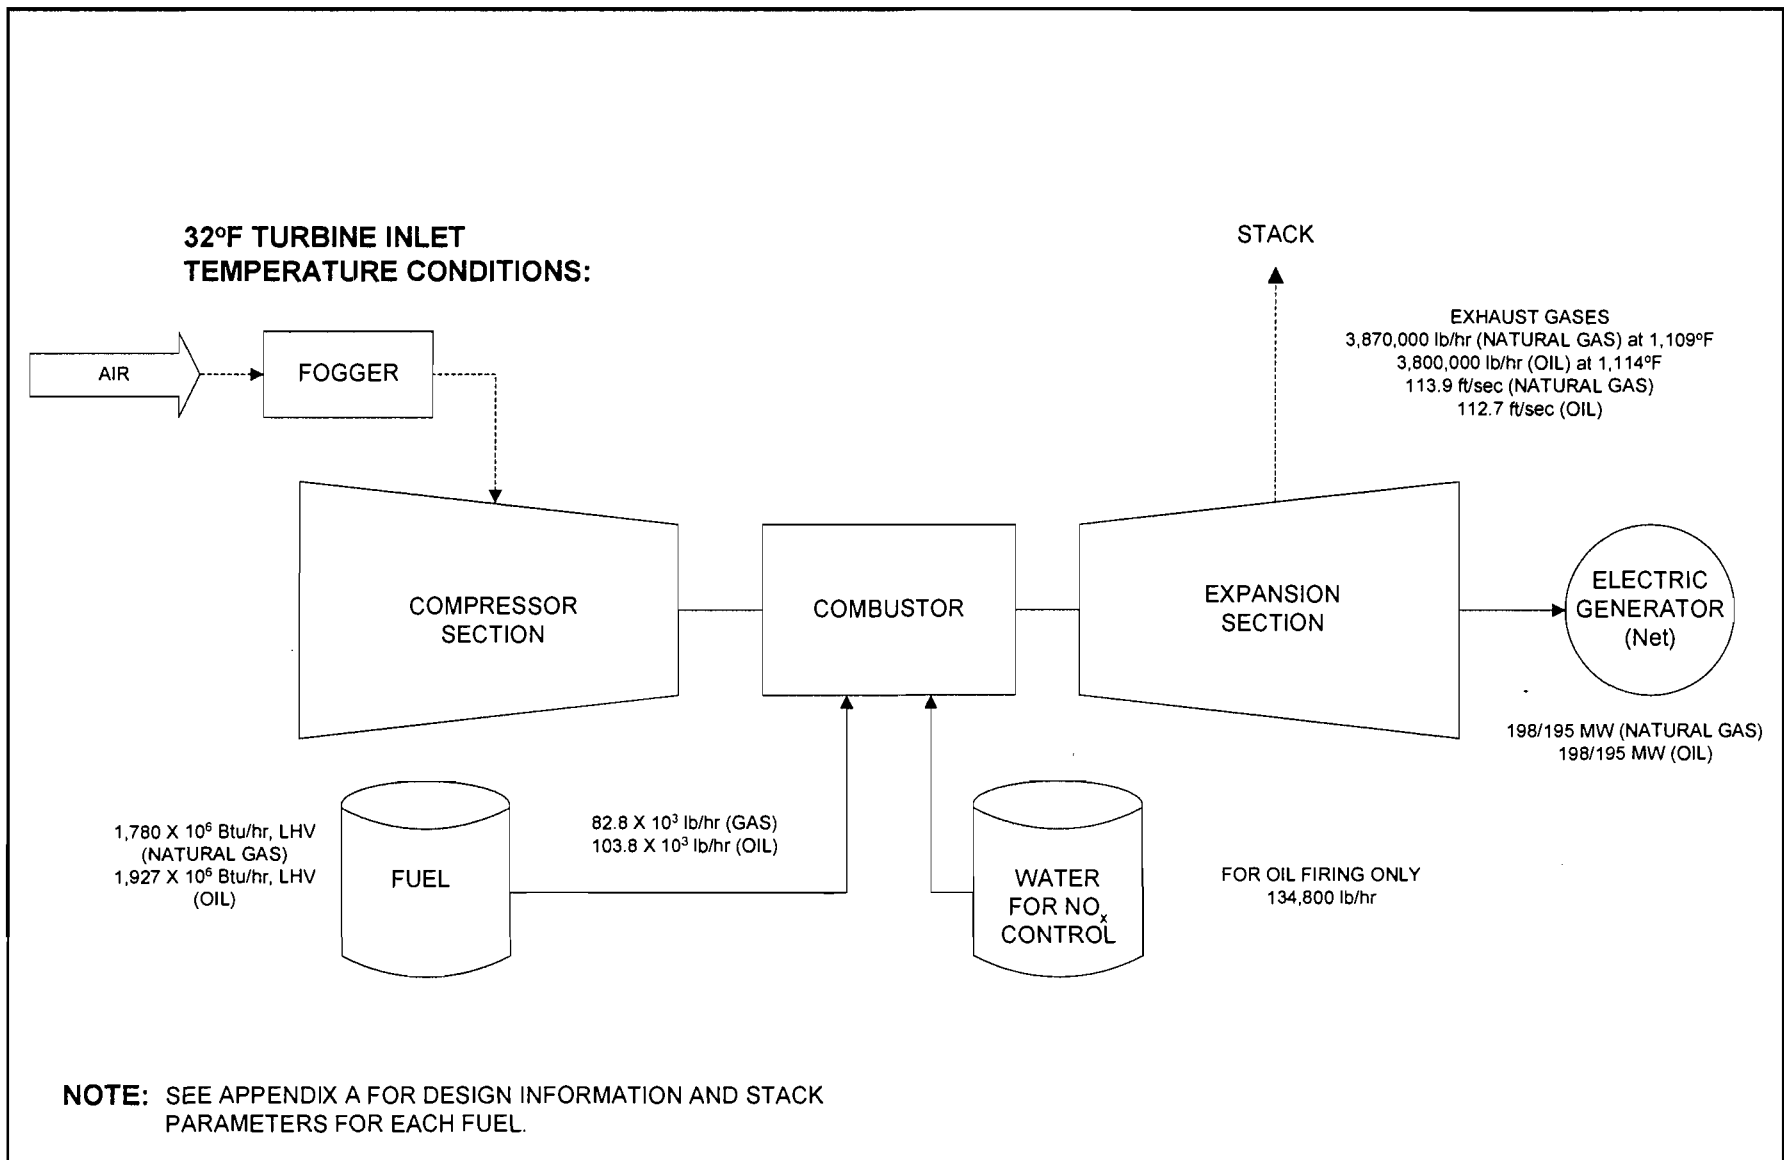 32ºF TURBINE INLET
TEMPERATURE CONDITIONS:
STACK
EXHAUST GASES
3,870,000 lb/hr (NATURAL GAS) at 1,109ºF
3,800,000 lb/hr (OIL) at 1,114ºF
113.9 ft/sec (NATURAL GAS)
112.7 ft/sec (OIL)
AIR
FOGGER
COMPRESSOR
SECTION
COMBUSTOR
EXPANSION
SECTION
ELECTRIC
GENERATOR
(Net)
198/195 MW (NATURAL GAS)
198/195 MW (OIL)
1,780 X 10⁶ Btu/hr, LHV
(NATURAL GAS)
1,927 X 10⁶ Btu/hr, LHV
(OIL)
FUEL
82.8 X 10³ lb/hr (GAS)
103.8 X 10³ lb/hr (OIL)
WATER
FOR NOₓ
CONTROL
FOR OIL FIRING ONLY
134,800 lb/hr
NOTE: SEE APPENDIX A FOR DESIGN INFORMATION AND STACK
PARAMETERS FOR EACH FUEL.